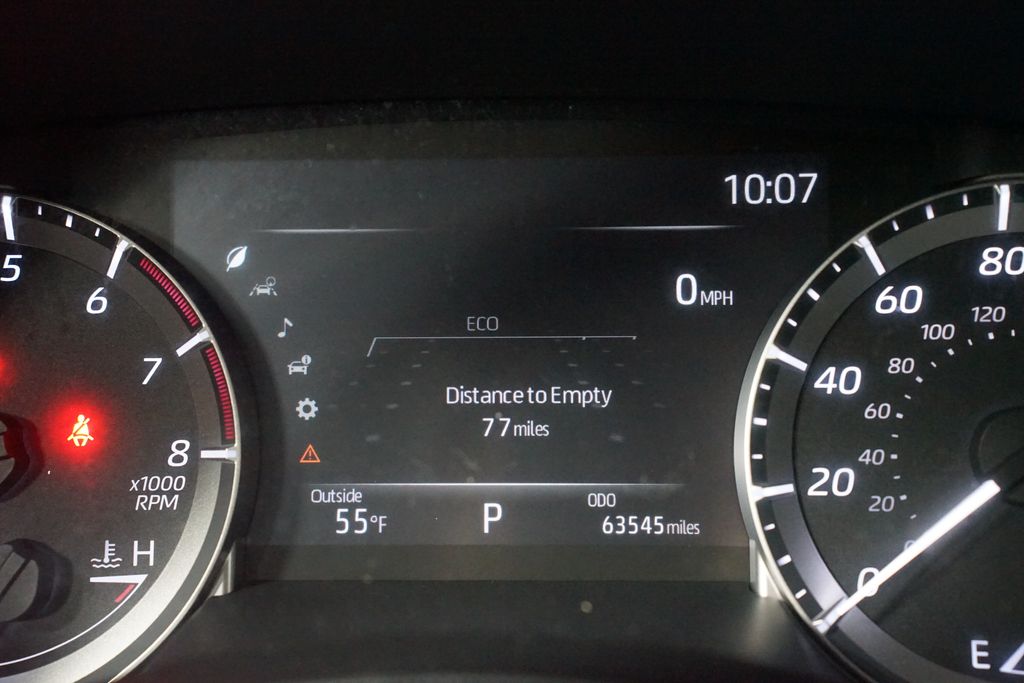 10:07
0 MPH
ECO
Distance to Empty
77 miles
Outside
55°F
P
ODO
63545 miles
5
6
7
8
x1000
RPM
H
80
60
40
20
0
120
100
80
60
40
20
0
E